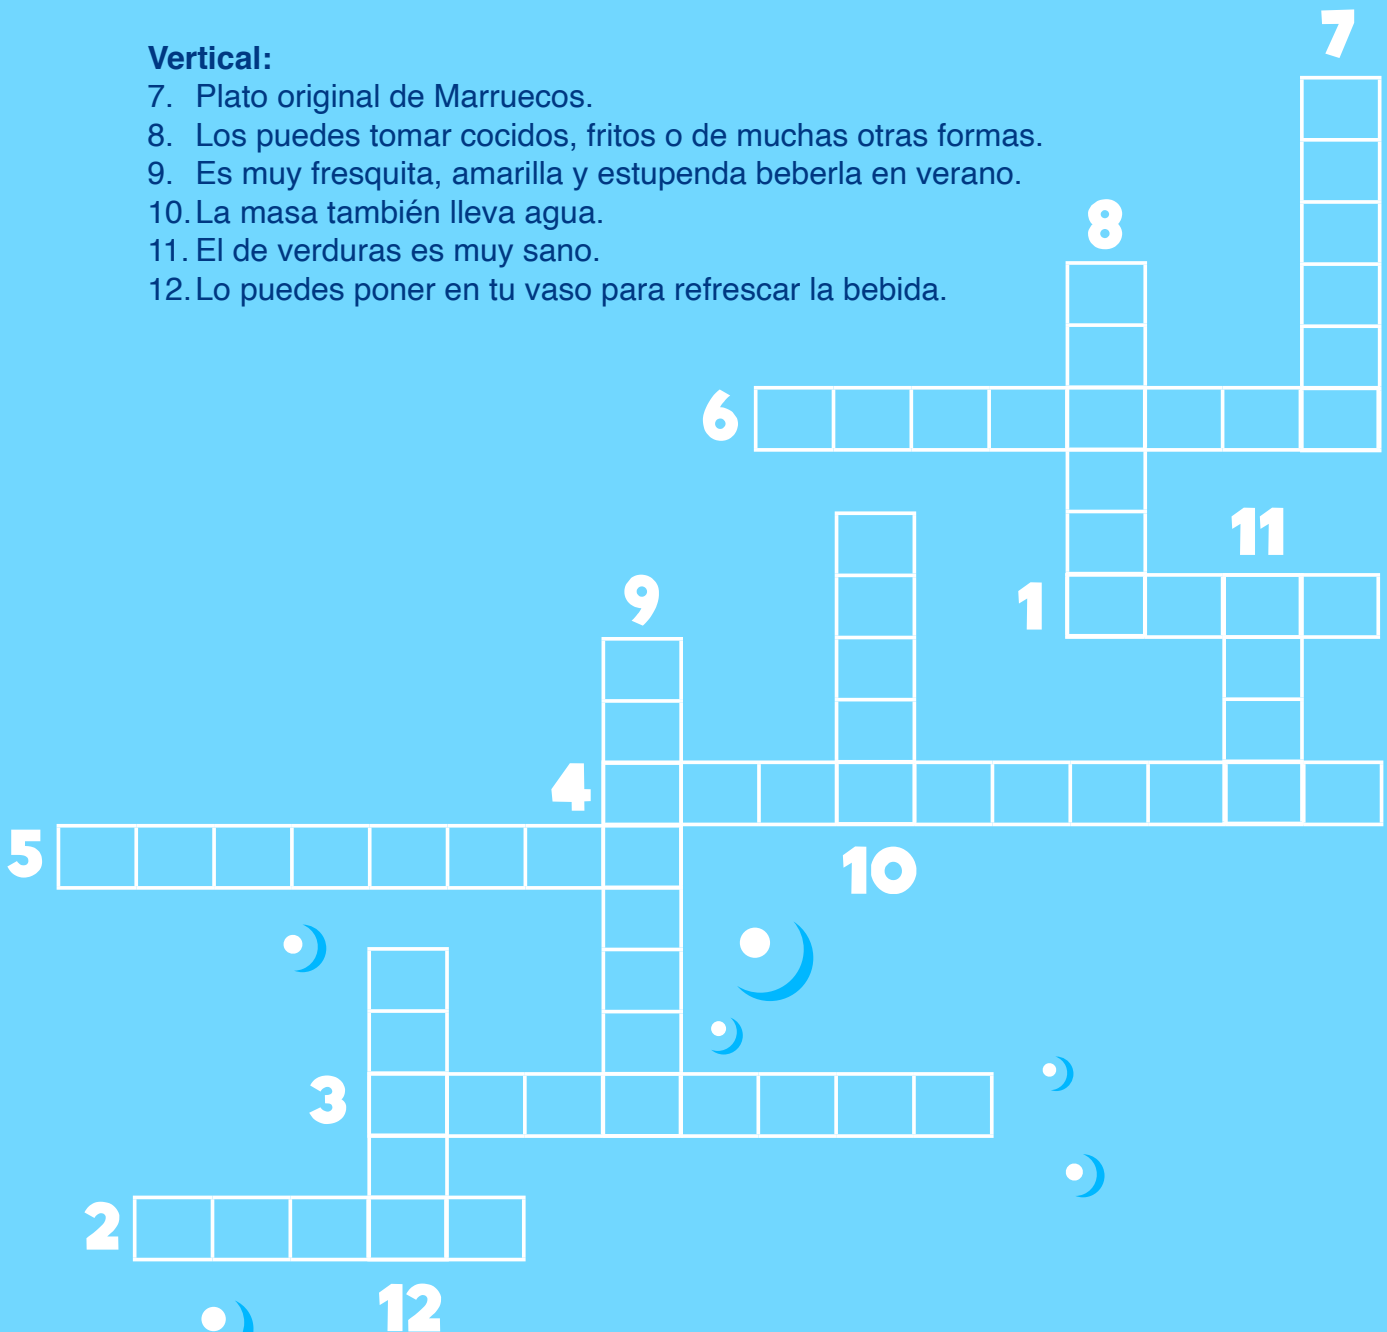 Vertical:
7. Plato original de Marruecos.
8. Los puedes tomar cocidos, fritos o de muchas otras formas.
9. Es muy fresquita, amarilla y estupenda beberla en verano.
10. La masa también lleva agua.
11. El de verduras es muy sano.
12. Lo puedes poner en tu vaso para refrescar la bebida.
7
8
6
11
9
1
4
5
10
3
2
12